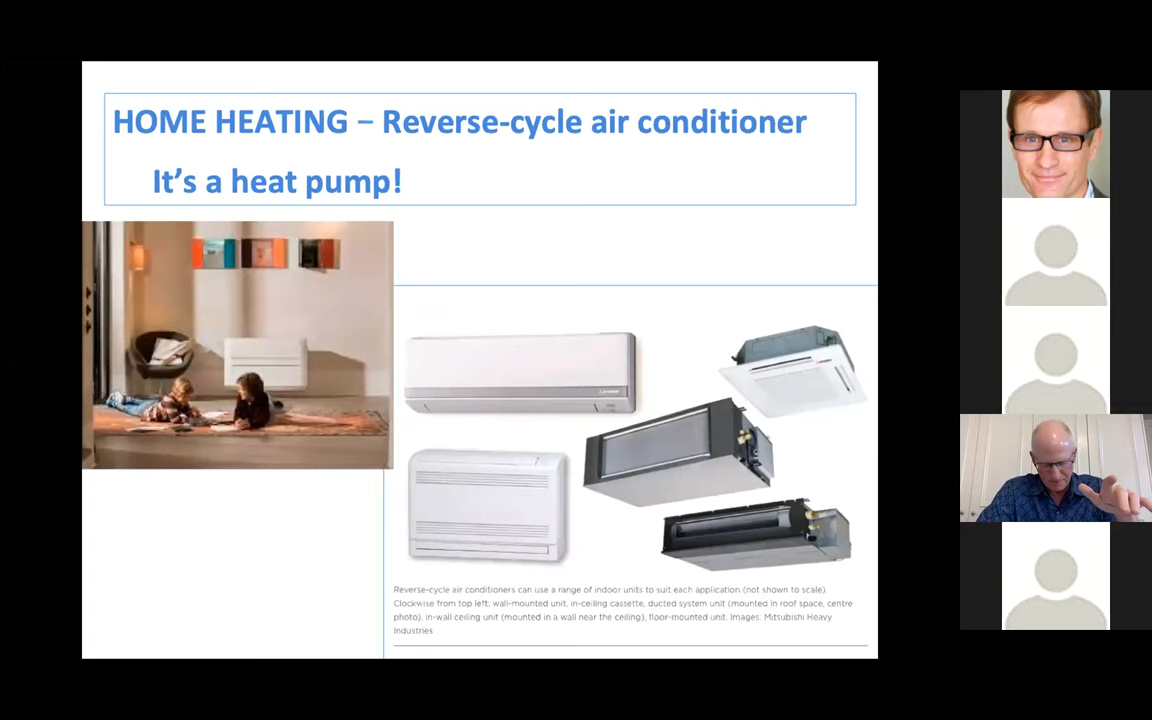 HOME HEATING – Reverse-cycle air conditioner
It's a heat pump!
Reverse-cycle air conditioners can use a range of indoor units to suit each application (not shown to scale).
Clockwise from top left: wall-mounted unit, in-ceiling cassette, ducted system unit (mounted in roof space, centre
photo), in-wall ceiling unit (mounted in a wall near the ceiling), floor-mounted unit. Images: Mitsubishi Heavy
Industries